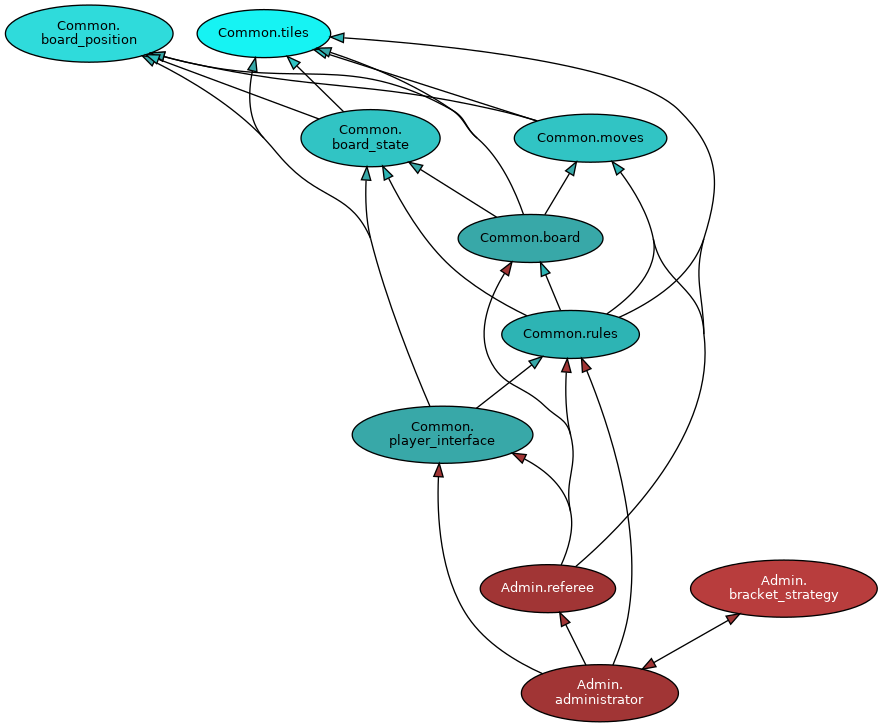 Common.
board_position
Common.tiles
Common.
board_state
Common.moves
Common.board
Common.rules
Common.
player_interface
Admin.referee
Admin.
bracket_strategy
Admin.
administrator